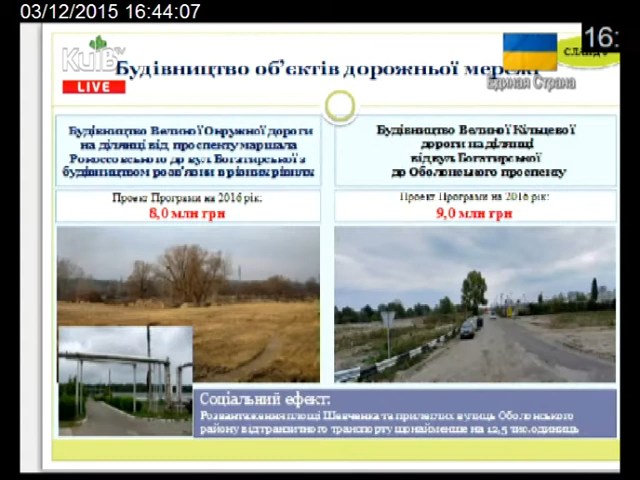 03/12/2015 16:44:07
16:
КиЇВ TV
LIVE
Единая Страна
Будівництво об'єктів дорожньої мережі
Будівництво Великої Окружної дороги
на ділянці від проспекту маршала
Рокоссовського до вул. Богатирської з
будівництвом розв'язки в різних рівнях
Проект Програми на 2016 рік:
8,0 млн грн
Будівництво Великої Кільцевої
дороги на ділянці
від вул. Богатирської
до Оболонського проспекту
Проект Програми на 2016 рік:
9,0 млн грн
Соціальний ефект:
Розвантаження площі Шевченка та прилеглих вулиць Оболонського
району від транзитного транспорту щонайменше на 12,5 тис.одиниць